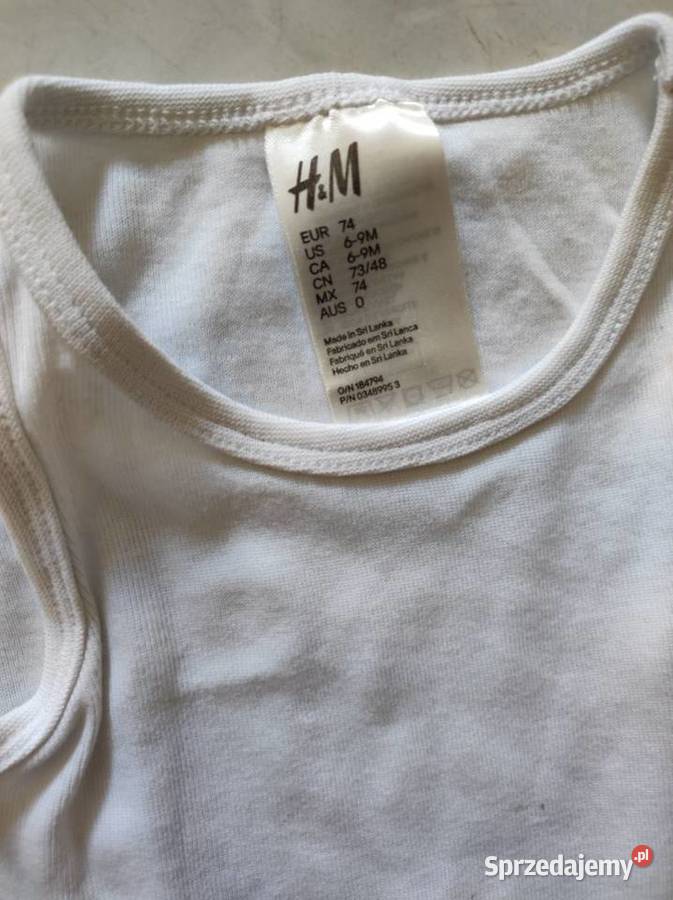 H&M
EUR 74
US 6-9M
CA 6-9M
CN 73/48
MX 74
AUS 0
Made in Sri Lanka
Fabricado em Sri Lanca
Fabriqué en Sri Lanka
Hecho en Sri Lanka
O/N 184794
P/N 0348995 3
Sprzedajemy.pl